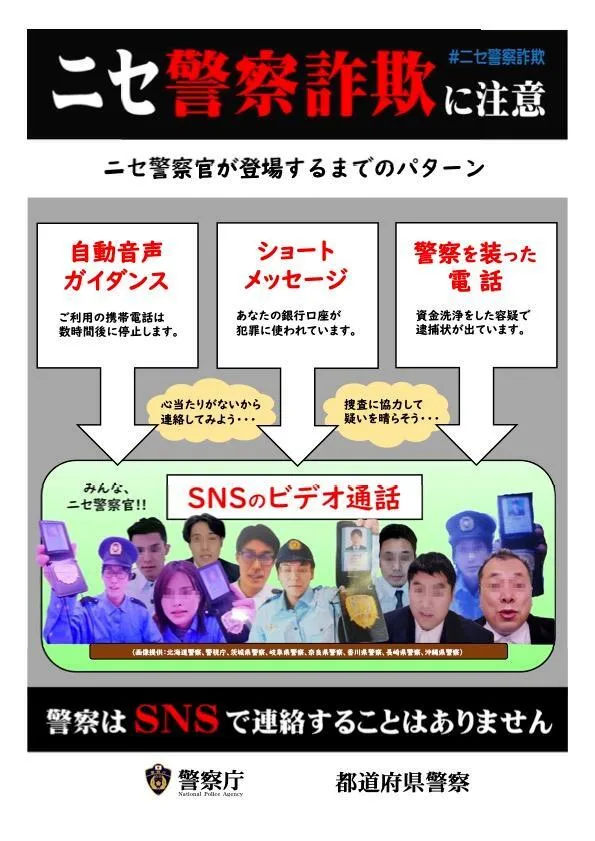 #ニセ警察詐欺
ニセ警察詐欺に注意
ニセ警察官が登場するまでのパターン
自動音声
ガイダンス
ご利用の携帯電話は
数時間後に停止します。
ショート
メッセージ
あなたの銀行口座が
犯罪に使われています。
警察を装った
電話
資金洗浄をした容疑で
逮捕状が出ています。
心当たりがないから
連絡してみよう・・・
捜査に協力して
疑いを晴らそう・・・
みんな、
ニセ警察官!!
SNSのビデオ通話
(画像提供:北海道警察、警視庁、茨城県警察、岐阜県警察、奈良県警察、香川県警察、長崎県警察、沖縄県警察)
警察はSNSで連絡することはありません
警察庁
National Police Agency
都道府県警察